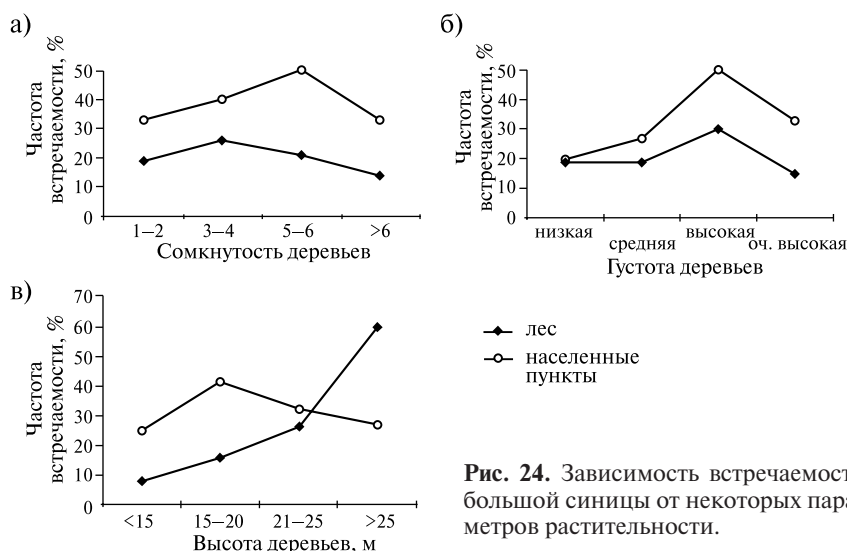 а)
Частота
встречаемости, %
50
40
30
20
10
0
1–2 3–4 5–6 >6
Сомкнутость деревьев
б)
Частота
встречаемости, %
50
40
30
20
10
0
низкая средняя высокая оч. высокая
Густота деревьев
в)
Частота
встречаемости, %
70
60
50
40
30
20
10
0
<15 15–20 21–25 >25
Высота деревьев, м
лес
населенные
пункты
Рис. 24. Зависимость встречаемост
большой синицы от некоторых пара
метров растительности.